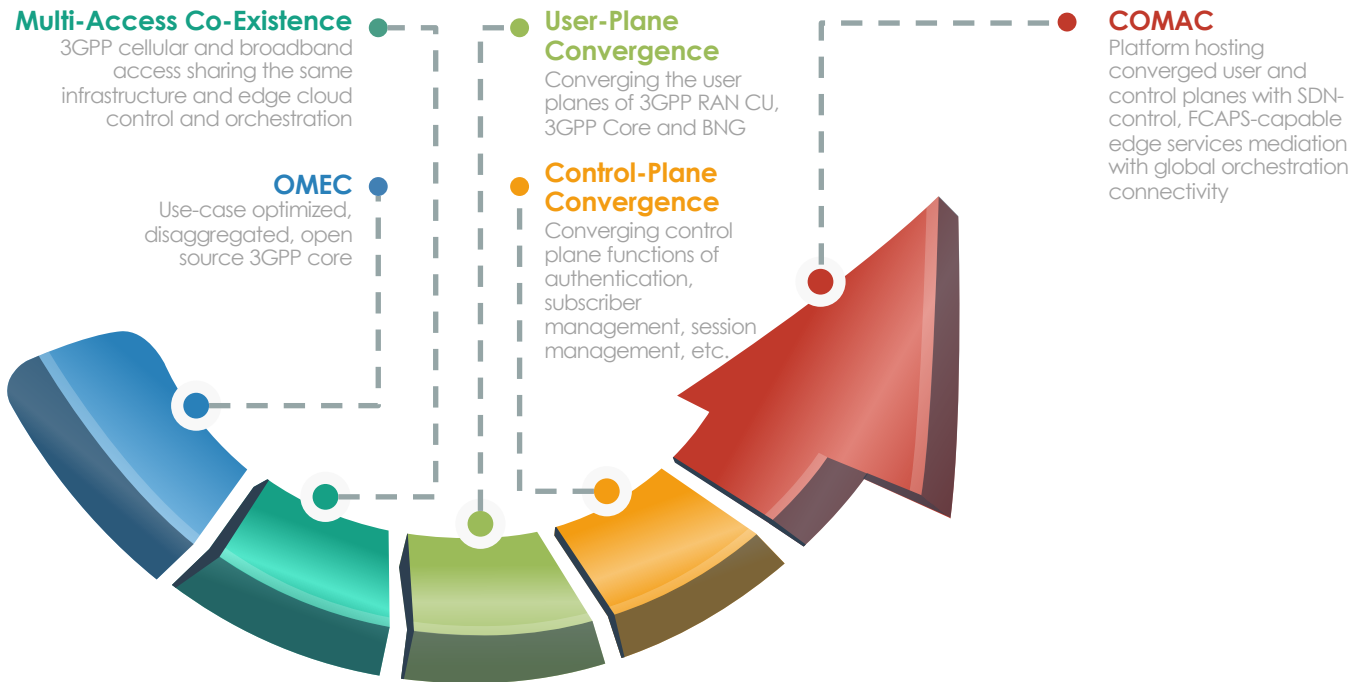 Multi-Access Co-Existence
3GPP cellular and broadband
access sharing the same
infrastructure and edge cloud
control and orchestration
OMEC
Use-case optimized,
disaggregated, open
source 3GPP core
User-Plane
Convergence
Converging the user
planes of 3GPP RAN CU,
3GPP Core and BNG
Control-Plane
Convergence
Converging control
plane functions of
authentication,
subscriber
management, session
management, etc.
COMAC
Platform hosting
converged user and
control planes with SDN-
control, FCAPS-capable
edge services mediation
with global orchestration
connectivity